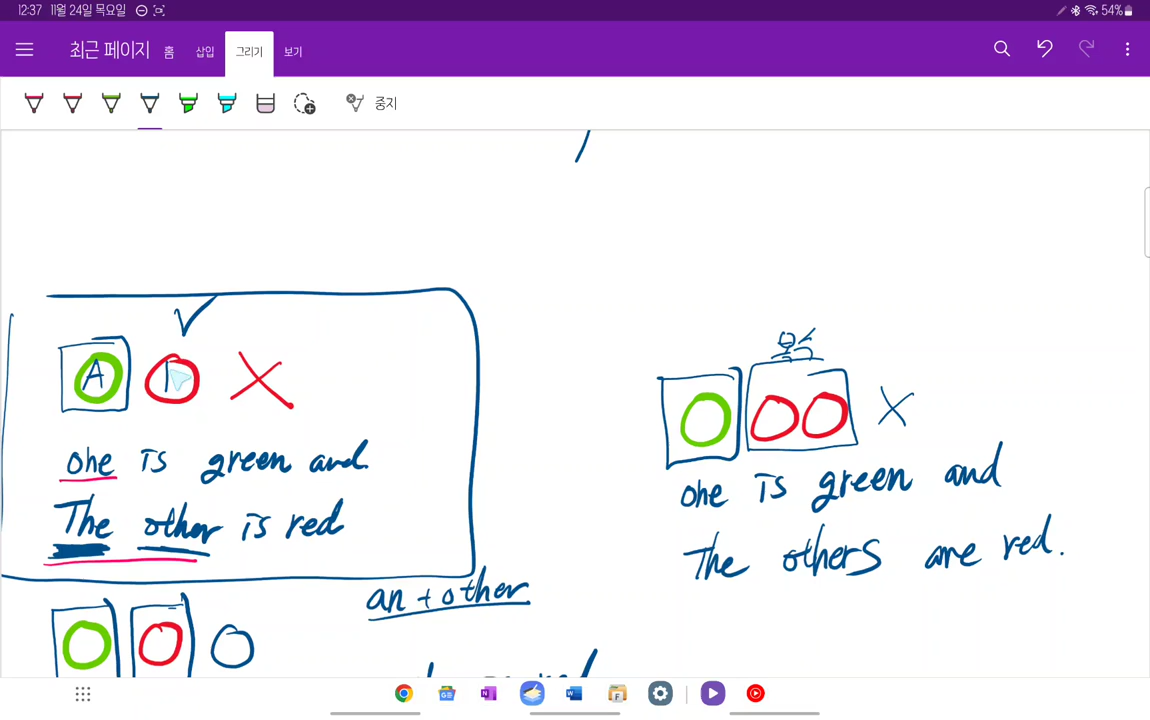 12:37 11월 24일 목요일
54%
최근 페이지 홈 삽입 그리기 보기
중지
A
one is green and
The other is red
an + other
one is green and
The others are red.